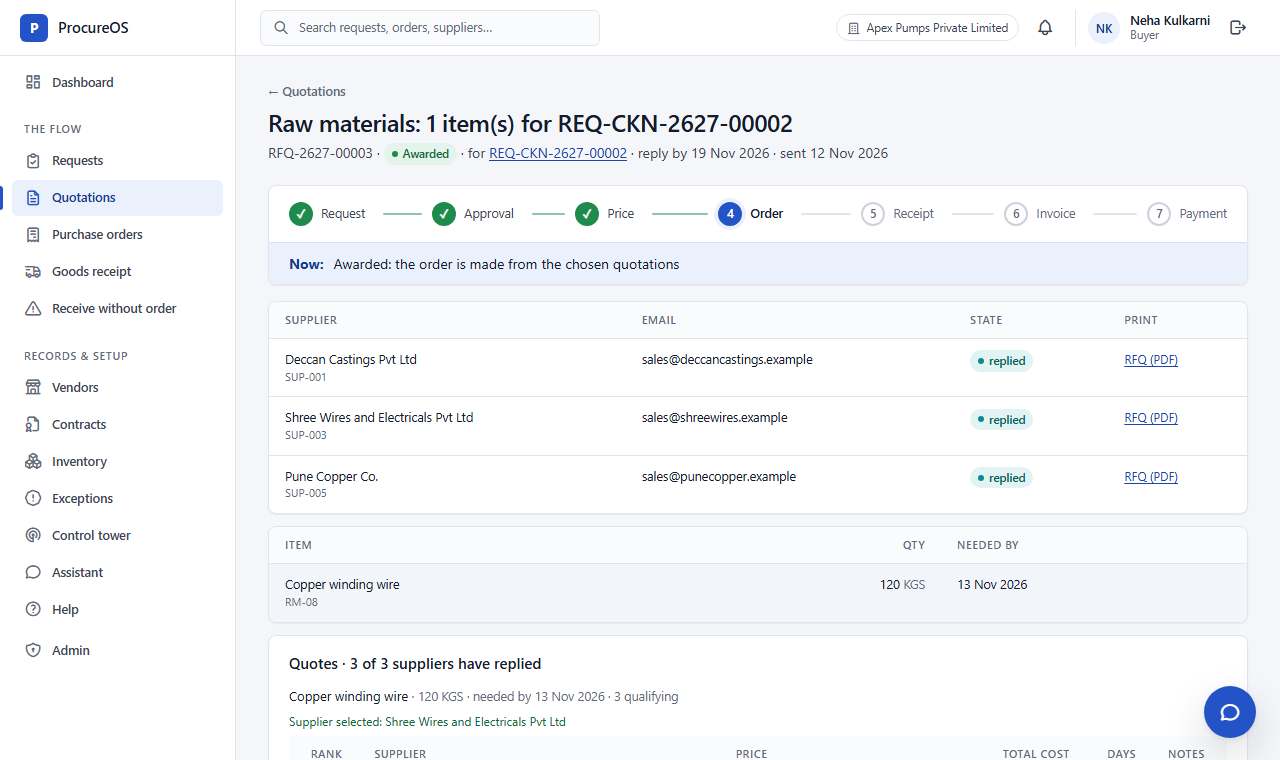 P ProcureOS
Search requests, orders, suppliers...
Apex Pumps Private Limited
NK
Neha Kulkarni
Buyer
Dashboard
THE FLOW
Requests
Quotations
Purchase orders
Goods receipt
Receive without order
RECORDS & SETUP
Vendors
Contracts
Inventory
Exceptions
Control tower
Assistant
Help
Admin
← Quotations
Raw materials: 1 item(s) for REQ-CKN-2627-00002
RFQ-2627-00003 · Awarded · for REQ-CKN-2627-00002 · reply by 19 Nov 2026 · sent 12 Nov 2026
Request Approval Price 4 Order 5 Receipt 6 Invoice 7 Payment
Now: Awarded: the order is made from the chosen quotations
SUPPLIER EMAIL STATE PRINT
Deccan Castings Pvt Ltd sales@deccancastings.example replied RFQ (PDF)
SUP-001
Shree Wires and Electricals Pvt Ltd sales@shreewires.example replied RFQ (PDF)
SUP-003
Pune Copper Co. sales@punecopper.example replied RFQ (PDF)
SUP-005
ITEM QTY NEEDED BY
Copper winding wire 120 KGS 13 Nov 2026
RM-08
Quotes · 3 of 3 suppliers have replied
Copper winding wire · 120 KGS · needed by 13 Nov 2026 · 3 qualifying
Supplier selected: Shree Wires and Electricals Pvt Ltd
RANK SUPPLIER PRICE TOTAL COST DAYS NOTES